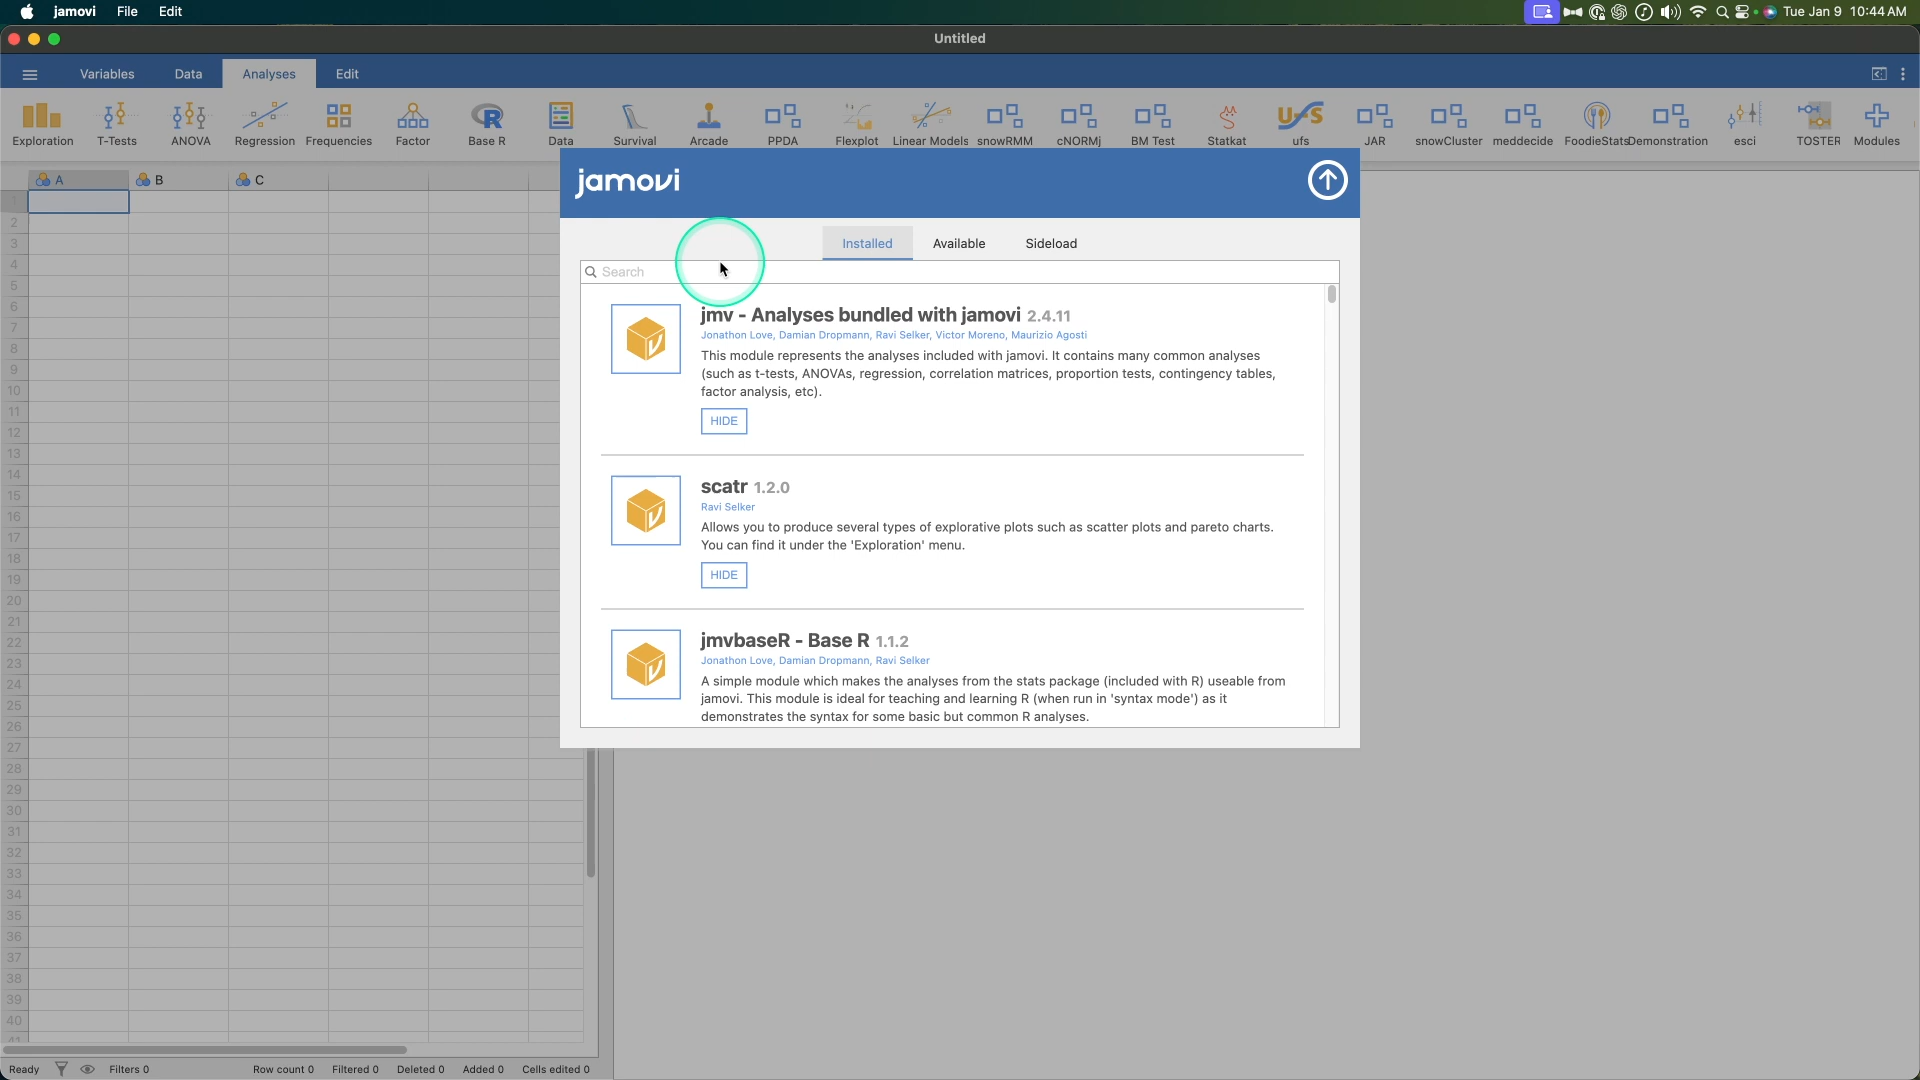 jamovi File Edit Tue Jan 9 10:44 AM
Untitled
Variables Data Analyses Edit
Exploration T-Tests ANOVA Regression Frequencies Factor Base R Data Survival Arcade PPDA Flexplot Linear Models snowRMM cNORMj BM Test Statkat ufs JAR snowCluster meddecide FoodieStats Demonstration esci TOSTER Modules
A B C
jamovi
Installed Available Sideload
Search
jmv - Analyses bundled with jamovi 2.4.11
Jonathon Love, Damian Dropmann, Ravi Selker, Victor Moreno, Maurizio Agosti
This module represents the analyses included with jamovi. It contains many common analyses
(such as t-tests, ANOVAs, regression, correlation matrices, proportion tests, contingency tables,
factor analysis, etc).
HIDE
scatr 1.2.0
Ravi Selker
Allows you to produce several types of explorative plots such as scatter plots and pareto charts.
You can find it under the 'Exploration' menu.
HIDE
jmvbaseR - Base R 1.1.2
Jonathon Love, Damian Dropmann, Ravi Selker
A simple module which makes the analyses from the stats package (included with R) useable from
jamovi. This module is ideal for teaching and learning R (when run in 'syntax mode') as it
demonstrates the syntax for some basic but common R analyses.
2
3
4
5
6
7
8
9
10
11
12
13
14
15
16
17
18
19
20
21
22
23
24
25
26
27
28
29
30
31
32
33
34
35
36
37
38
39
40
41
Ready Filters 0 Row count 0 Filtered 0 Deleted 0 Added 0 Cells edited 0